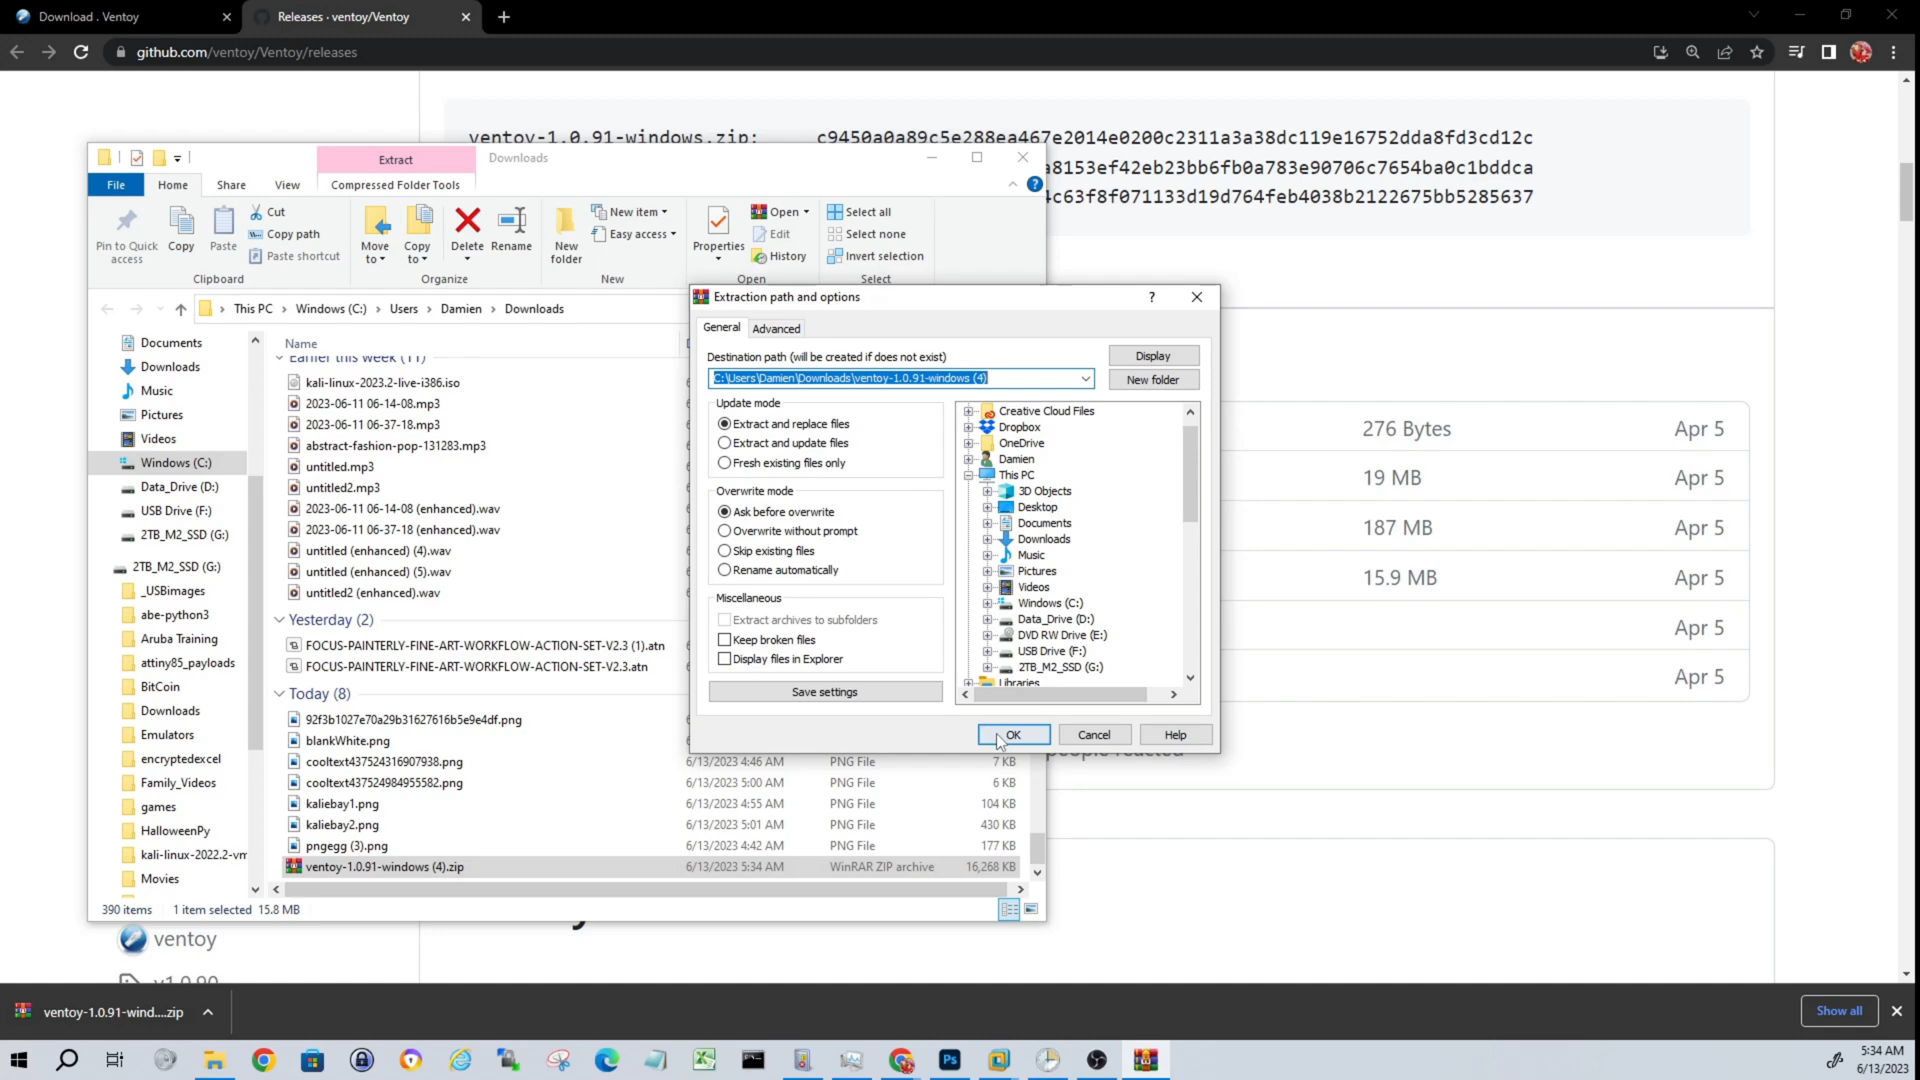 Download . Ventoy
Releases · ventoy/Ventoy
github.com/ventoy/Ventoy/releases
ventoy-1.0.91-windows.zip: c9450a0a89c5e288ea467e2014e0200c2311a3a38dc119e16752dda8fd3cd12c
a8153ef42eb23bb6fb0a783e90706c7654ba0c1bddca
4c63f8f071133d19d764feb4038b2122675bb5285637
Extract
Downloads
File
Home
Share
View
Compressed Folder Tools
Pin to Quick access
Copy
Paste
Cut
Copy path
Paste shortcut
Move to
Copy to
Delete
Rename
New folder
New item
Easy access
Properties
Open
Edit
History
Select all
Select none
Invert selection
Clipboard
Organize
New
Open
Select
This PC > Windows (C:) > Users > Damien > Downloads
Documents
Downloads
Music
Pictures
Videos
Windows (C:)
Data_Drive (D:)
USB Drive (F:)
2TB_M2_SSD (G:)
2TB_M2_SSD (G:)
_USBimages
abe-python3
Aruba Training
attiny85_payloads
BitCoin
Downloads
Emulators
encryptedexcel
Family_Videos
games
HalloweenPy
kali-linux-2022.2-vm
Movies
Name
Earlier this week (11)
kali-linux-2023.2-live-i386.iso
2023-06-11 06-14-08.mp3
2023-06-11 06-37-18.mp3
abstract-fashion-pop-131283.mp3
untitled.mp3
untitled2.mp3
2023-06-11 06-14-08 (enhanced).wav
2023-06-11 06-37-18 (enhanced).wav
untitled (enhanced) (4).wav
untitled (enhanced) (5).wav
untitled2 (enhanced).wav
Yesterday (2)
FOCUS-PAINTERLY-FINE-ART-WORKFLOW-ACTION-SET-V2.3 (1).atn
FOCUS-PAINTERLY-FINE-ART-WORKFLOW-ACTION-SET-V2.3.atn
Today (8)
92f3b1027e70a29b31627616b5e9e4df.png
blankWhite.png
cooltext437524316907938.png 6/13/2023 4:46 AM PNG File 7 KB
cooltext437524984955582.png 6/13/2023 5:00 AM PNG File 6 KB
kaliebay1.png 6/13/2023 4:55 AM PNG File 104 KB
kaliebay2.png 6/13/2023 5:01 AM PNG File 430 KB
pngegg (3).png 6/13/2023 4:42 AM PNG File 177 KB
ventoy-1.0.91-windows (4).zip 6/13/2023 5:34 AM WinRAR ZIP archive 16,268 KB
390 items 1 item selected 15.8 MB
Extraction path and options
General
Advanced
Destination path (will be created if does not exist)
Display
C:\Users\Damien\Downloads\ventoy-1.0.91-windows (4)
New folder
Update mode
Extract and replace files
Extract and update files
Fresh existing files only
Overwrite mode
Ask before overwrite
Overwrite without prompt
Skip existing files
Rename automatically
Miscellaneous
Extract archives to subfolders
Keep broken files
Display files in Explorer
Save settings
Creative Cloud Files
Dropbox
OneDrive
Damien
This PC
3D Objects
Desktop
Documents
Downloads
Music
Pictures
Videos
Windows (C:)
Data_Drive (D:)
DVD RW Drive (E:)
USB Drive (F:)
2TB_M2_SSD (G:)
Libraries
OK
Cancel
Help
276 Bytes Apr 5
19 MB Apr 5
187 MB Apr 5
15.9 MB Apr 5
Apr 5
Apr 5
people reacted
ventoy
v1.0.90
ventoy-1.0.91-wind....zip
Show all
Ps
5:34 AM
6/13/2023